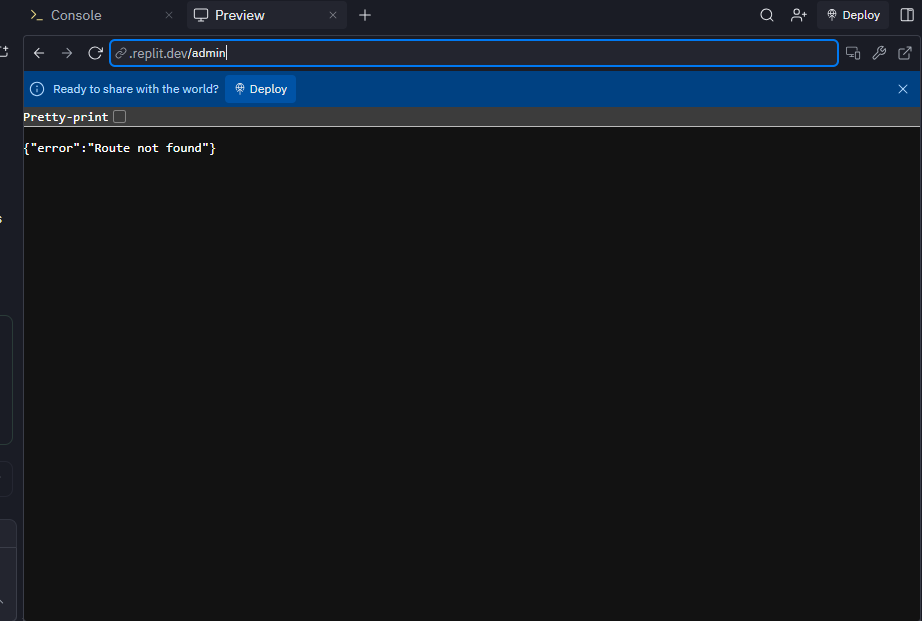 Console
Preview
Deploy
.replit.dev/admin
Ready to share with the world?
Deploy
Pretty-print
{"error":"Route not found"}
s